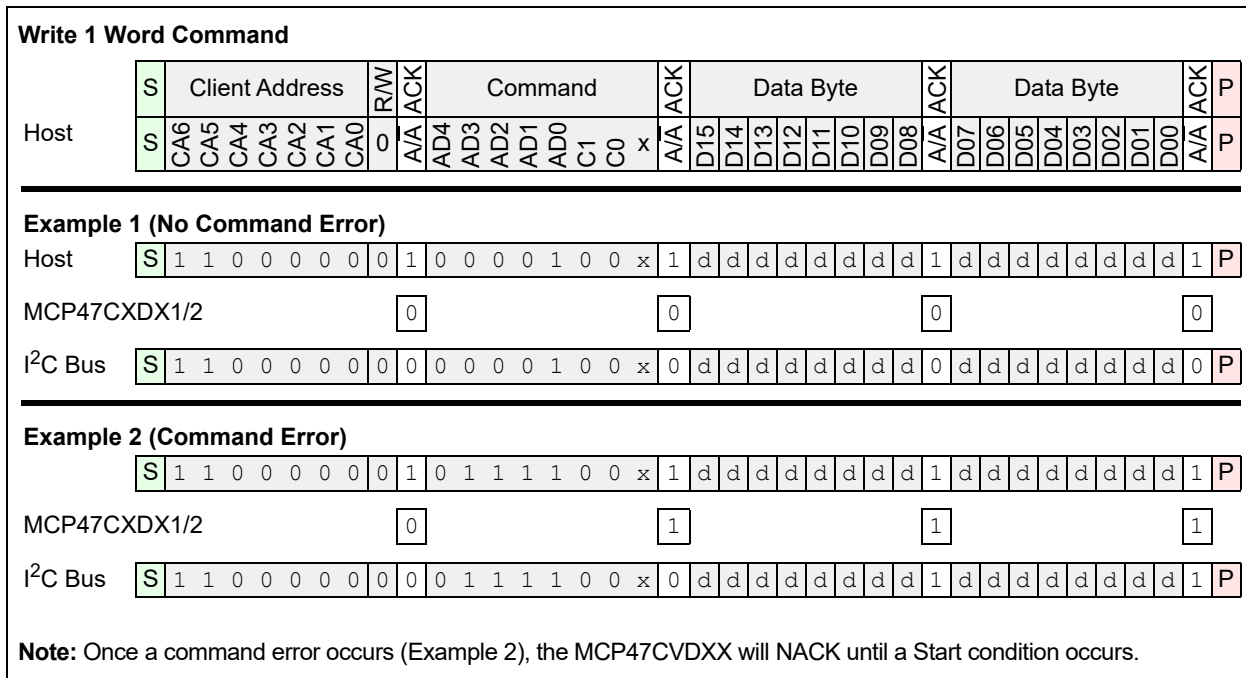 Write 1 Word Command
S Client Address R/W ACK Command ACK Data Byte ACK Data Byte ACK P
Host S CA6 CA5 CA4 CA3 CA2 CA1 CA0 0 A/A AD4 AD3 AD2 AD1 AD0 C1 C0 x A/A D15 D14 D13 D12 D11 D10 D09 D08 A/A D07 D06 D05 D04 D03 D02 D01 D00 A/A P
Example 1 (No Command Error)
Host S 1 1 0 0 0 0 0 0 1 0 0 0 0 1 0 0 x 1 d d d d d d d d 1 d d d d d d d d 1 P
MCP47CXDX1/2 0 0 0 0
I2C Bus S 1 1 0 0 0 0 0 0 0 0 0 0 0 1 0 0 x 0 d d d d d d d d 0 d d d d d d d d 0 P
Example 2 (Command Error)
S 1 1 0 0 0 0 0 0 1 0 1 1 1 1 0 0 x 1 d d d d d d d d 1 d d d d d d d d 1 P
MCP47CXDX1/2 0 1 1 1
I2C Bus S 1 1 0 0 0 0 0 0 0 0 1 1 1 1 0 0 x 0 d d d d d d d d 1 d d d d d d d d 1 P
Note: Once a command error occurs (Example 2), the MCP47CVDXX will NACK until a Start condition occurs.